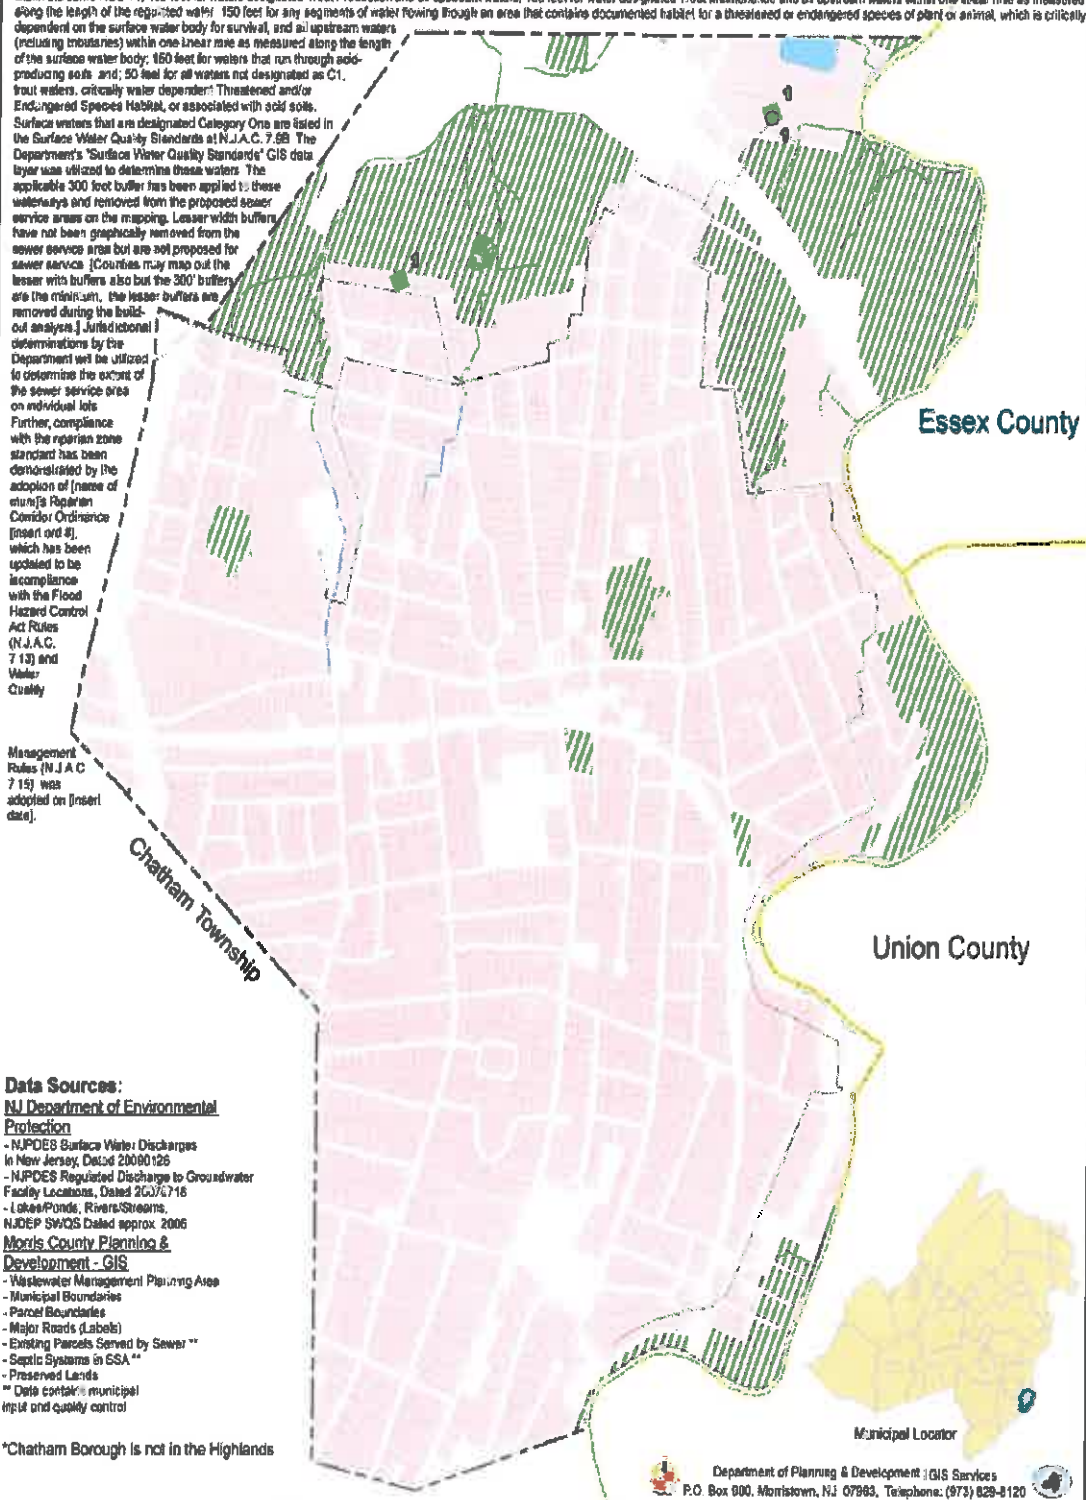 along the length of the regulated water 150 feet for any segments of water flowing though an area that contains documented habitat for a threatened or endangered species of plant or animal, which is critically
dependent on the surface water body for survival, and all upstream waters
(including tributaries) within one linear mile as measured along the length
of the surface water body; 150 feet for waters that run through acid-
producing soils and; 50 feet for all waters not designated as C1,
trout waters, critically water dependent Threatened and/or
Endangered Species Habitat, or associated with acid soils.
Surface waters that are designated Category One are listed in
the Surface Water Quality Standards at N.J.A.C. 7.9B The
Department's "Surface Water Quality Standards" GIS data
layer was utilized to determine these waters The
applicable 300 foot buffer has been applied to these
waterways and removed from the proposed sewer
service areas on the mapping. Lesser width buffers
have not been graphically removed from the
sewer service area but are not proposed for
sewer service [Counties may map out the
lesser with buffers also but the 300' buffers
are the minimum, the lesser buffers are
removed during the build-
out analysis.] Jurisdictional
determinations by the
Department will be utilized
to determine the extent of
the sewer service area
on individual lots
Further, compliance
with the riparian zone
standard has been
demonstrated by the
adoption of [name of
muni]'s Riparian
Corridor Ordinance
[insert ord #],
which has been
updated to be
incompliance
with the Flood
Hazard Control
Act Rules
(N.J.A.C.
7 13) and
Water
Quality
Management
Rules (N.J.A.C
7 15) was
adopted on [insert
date].
1
1
1
Essex County
Chatham Township
Union County
Data Sources:
NJ Department of Environmental
Protection
- NJPDES Surface Water Discharges
in New Jersey, Dated 20090126
- NJPDES Regulated Discharge to Groundwater
Facility Locations, Dated
- Lakes/Ponds; Rivers/Streams,
NJDEP SWQS Dated approx 2006
Morris County Planning &
Development - GIS
- Wastewater Management Planning Area
- Municipal Boundaries
- Parcel Boundaries
- Major Roads (Labels)
- Existing Parcels Served by Sewer **
- Septic Systems in SSA **
- Preserved Lands
** Data contains municipal
input and quality control
*Chatham Borough is not in the Highlands
Municipal Locator
Department of Planning & Development : GIS Services
P.O. Box 900, Morristown, NJ 07963, Telephone: (973) 829-8120